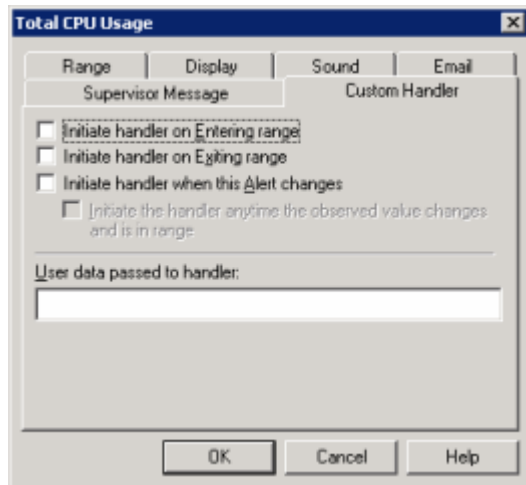 Total CPU Usage
Range Display Sound Email
Supervisor Message Custom Handler
Initiate handler on Entering range
Initiate handler on Exiting range
Initiate handler when this Alert changes
Initiate the handler anytime the observed value changes
and is in range
User data passed to handler:
OK Cancel Help